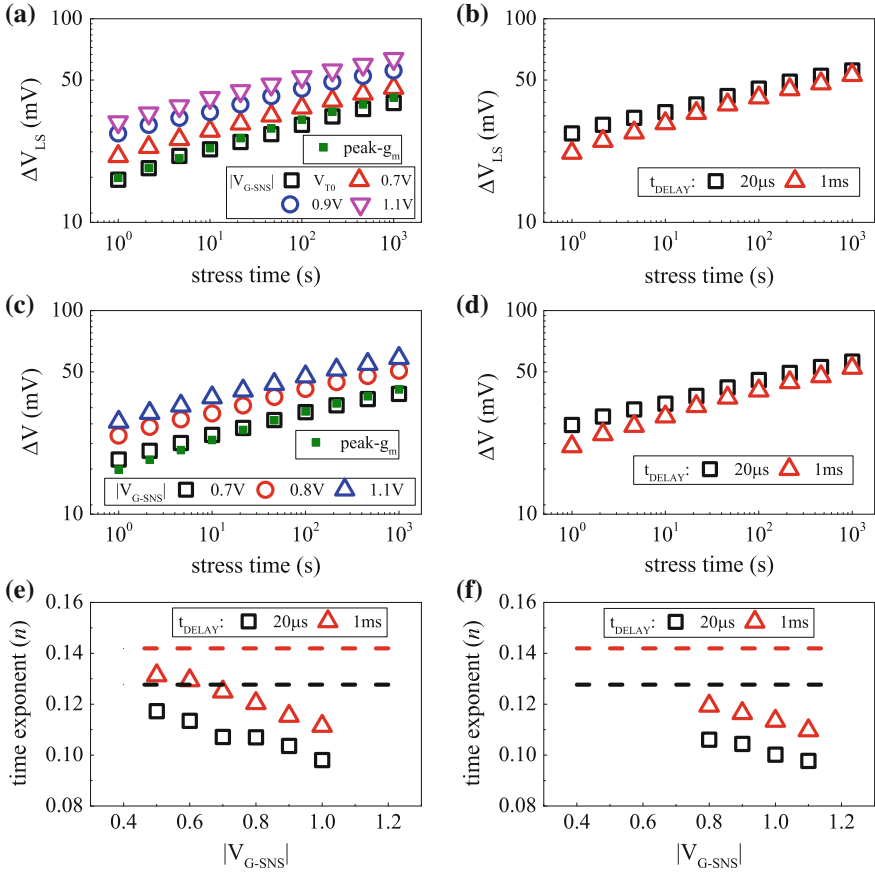 (a)
100
50
10
ΔV_LS (mV)
peak-g_m
|V_G-SNS| V_T0 0.7V
0.9V 1.1V
10^0 10^1 10^2 10^3
stress time (s)
(b)
100
50
10
ΔV_LS (mV)
t_DELAY: 20μs 1ms
10^0 10^1 10^2 10^3
stress time (s)
(c)
100
50
10
ΔV (mV)
peak-g_m
|V_G-SNS| 0.7V 0.8V 1.1V
10^0 10^1 10^2 10^3
stress time (s)
(d)
100
50
10
ΔV (mV)
t_DELAY: 20μs 1ms
10^0 10^1 10^2 10^3
stress time (s)
(e)
0.16
0.14
0.12
0.10
0.08
time exponent (n)
t_DELAY: 20μs 1ms
0.4 0.6 0.8 1.0 1.2
|V_G-SNS|
(f)
0.16
0.14
0.12
0.10
0.08
time exponent (n)
t_DELAY: 20μs 1ms
0.4 0.6 0.8 1.0 1.2
|V_G-SNS|